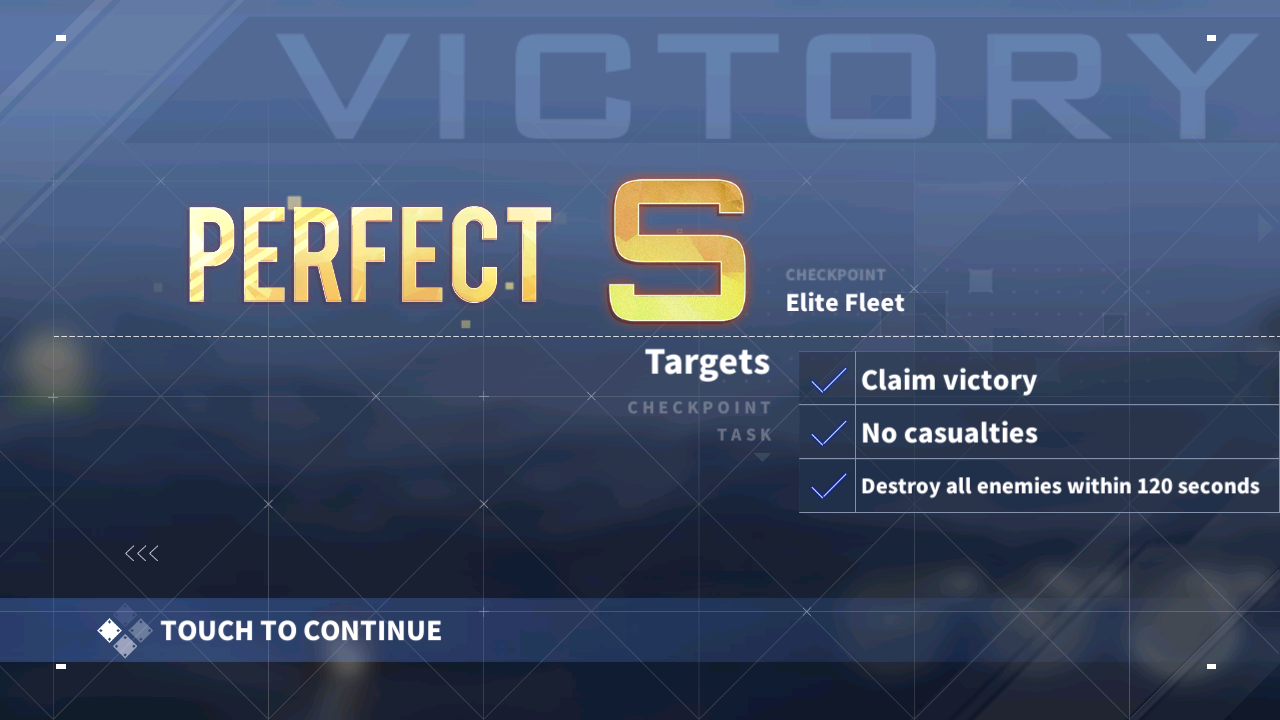 VICTORY
PERFECT S
CHECKPOINT
Elite Fleet
Targets
CHECKPOINT
TASK
Claim victory
No casualties
Destroy all enemies within 120 seconds
TOUCH TO CONTINUE